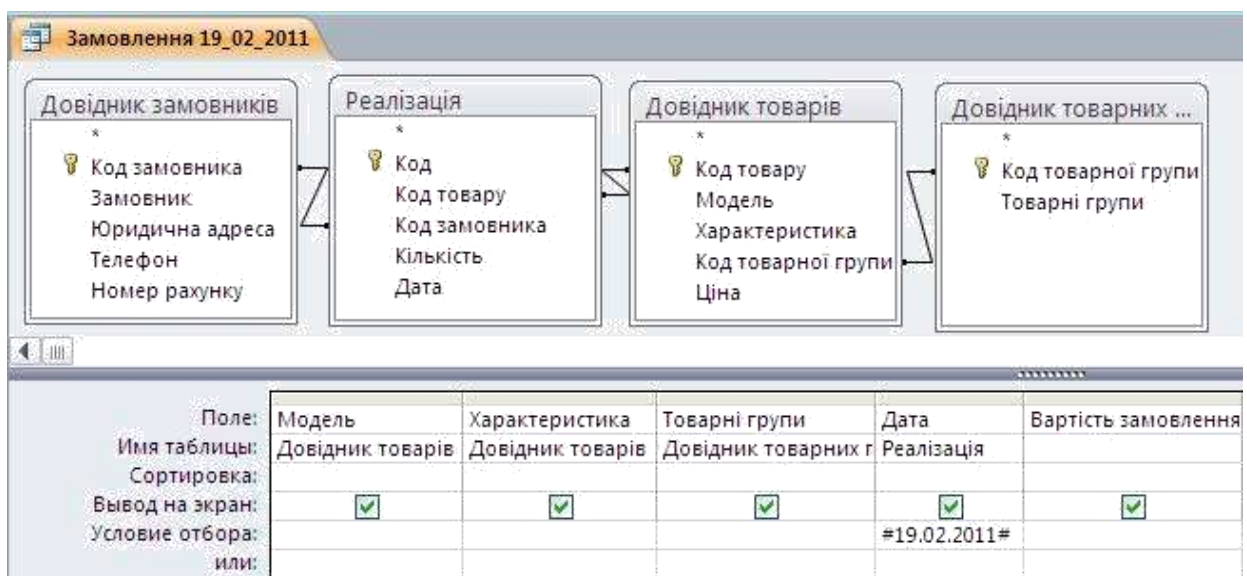 Замовлення 19_02_2011
Довідник замовників
*
Код замовника
Замовник
Юридична адреса
Телефон
Номер рахунку
Реалізація
*
Код
Код товару
Код замовника
Кількість
Дата
Довідник товарів
*
Код товару
Модель
Характеристика
Код товарної групи
Ціна
Довідник товарних ...
*
Код товарної групи
Товарні групи
Поле: Модель Характеристика Товарні групи Дата Вартість замовлення
Имя таблицы: Довідник товарів Довідник товарів Довідник товарних г Реалізація
Сортировка:
Вывод на экран:
Условие отбора: #19.02.2011#
или: